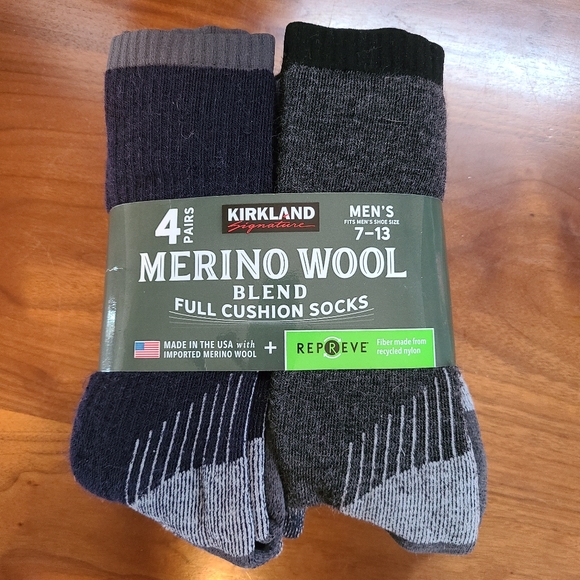 4 PAIRS
KIRKLAND
Signature
MEN'S
FITS MEN'S SHOE SIZE
7–13
MERINO WOOL
BLEND
FULL CUSHION SOCKS
MADE IN THE USA with
IMPORTED MERINO WOOL
+
REPREVE
Fiber made from
recycled nylon